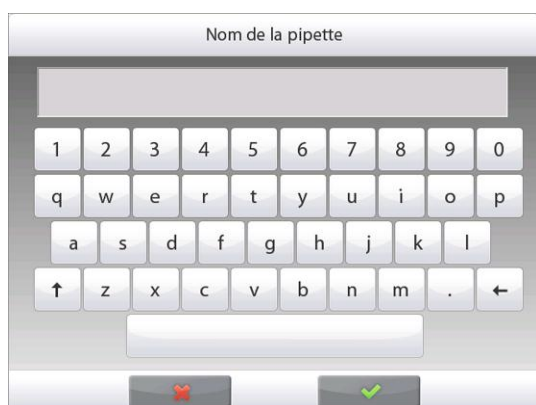 Nom de la pipette
1 2 3 4 5 6 7 8 9 0
q w e r t y u i o p
a s d f g h j k l
↑ z x c v b n m . ←